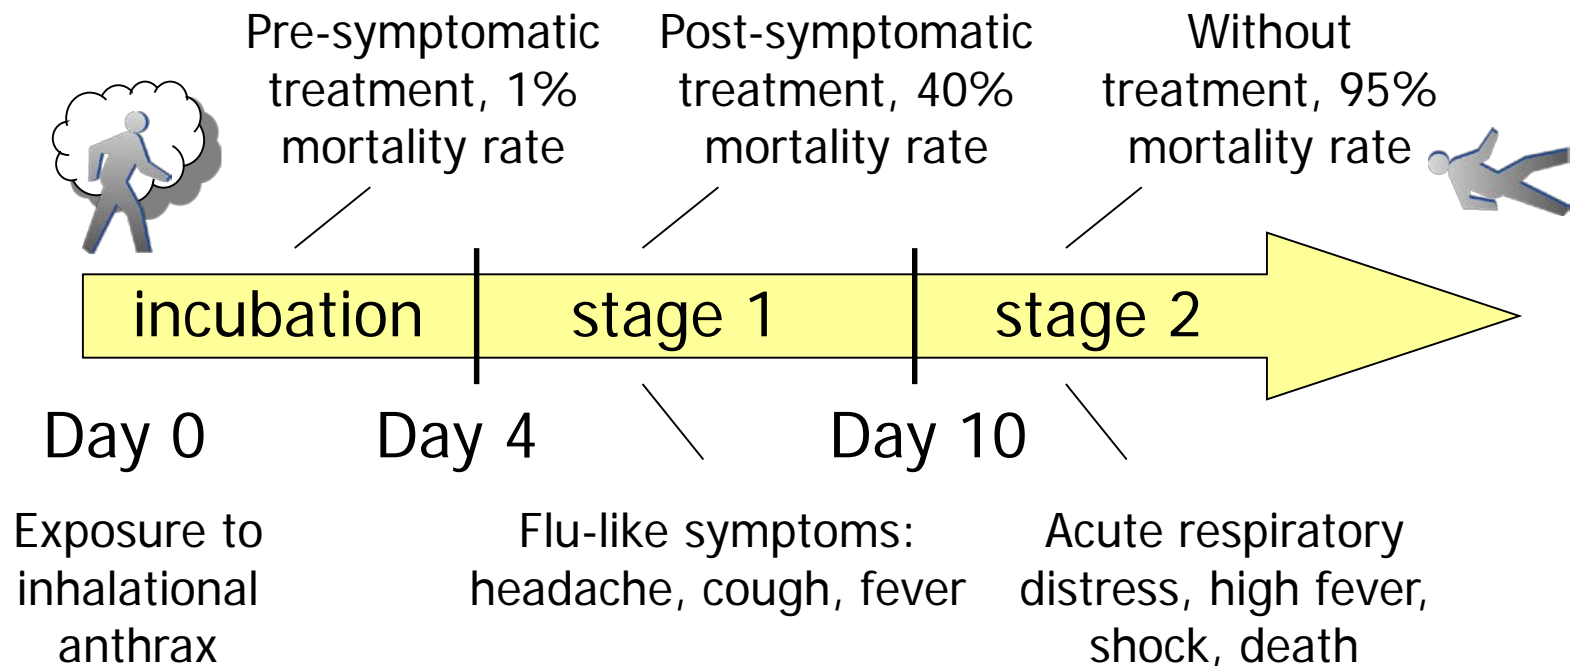 Pre-symptomatic
treatment, 1%
mortality rate
Post-symptomatic
treatment, 40%
mortality rate
Without
treatment, 95%
mortality rate
incubation
stage 1
stage 2
Day 0
Day 4
Day 10
Exposure to
inhalational
anthrax
Flu-like symptoms:
headache, cough, fever
Acute respiratory
distress, high fever,
shock, death